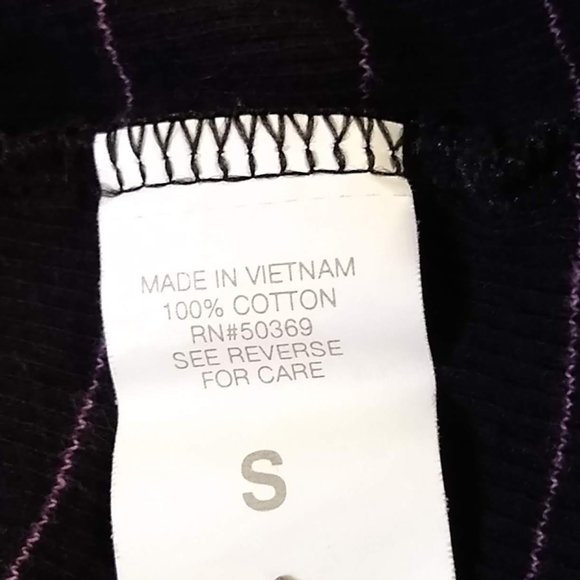 MADE IN VIETNAM
100% COTTON
RN#50369
SEE REVERSE
FOR CARE
S